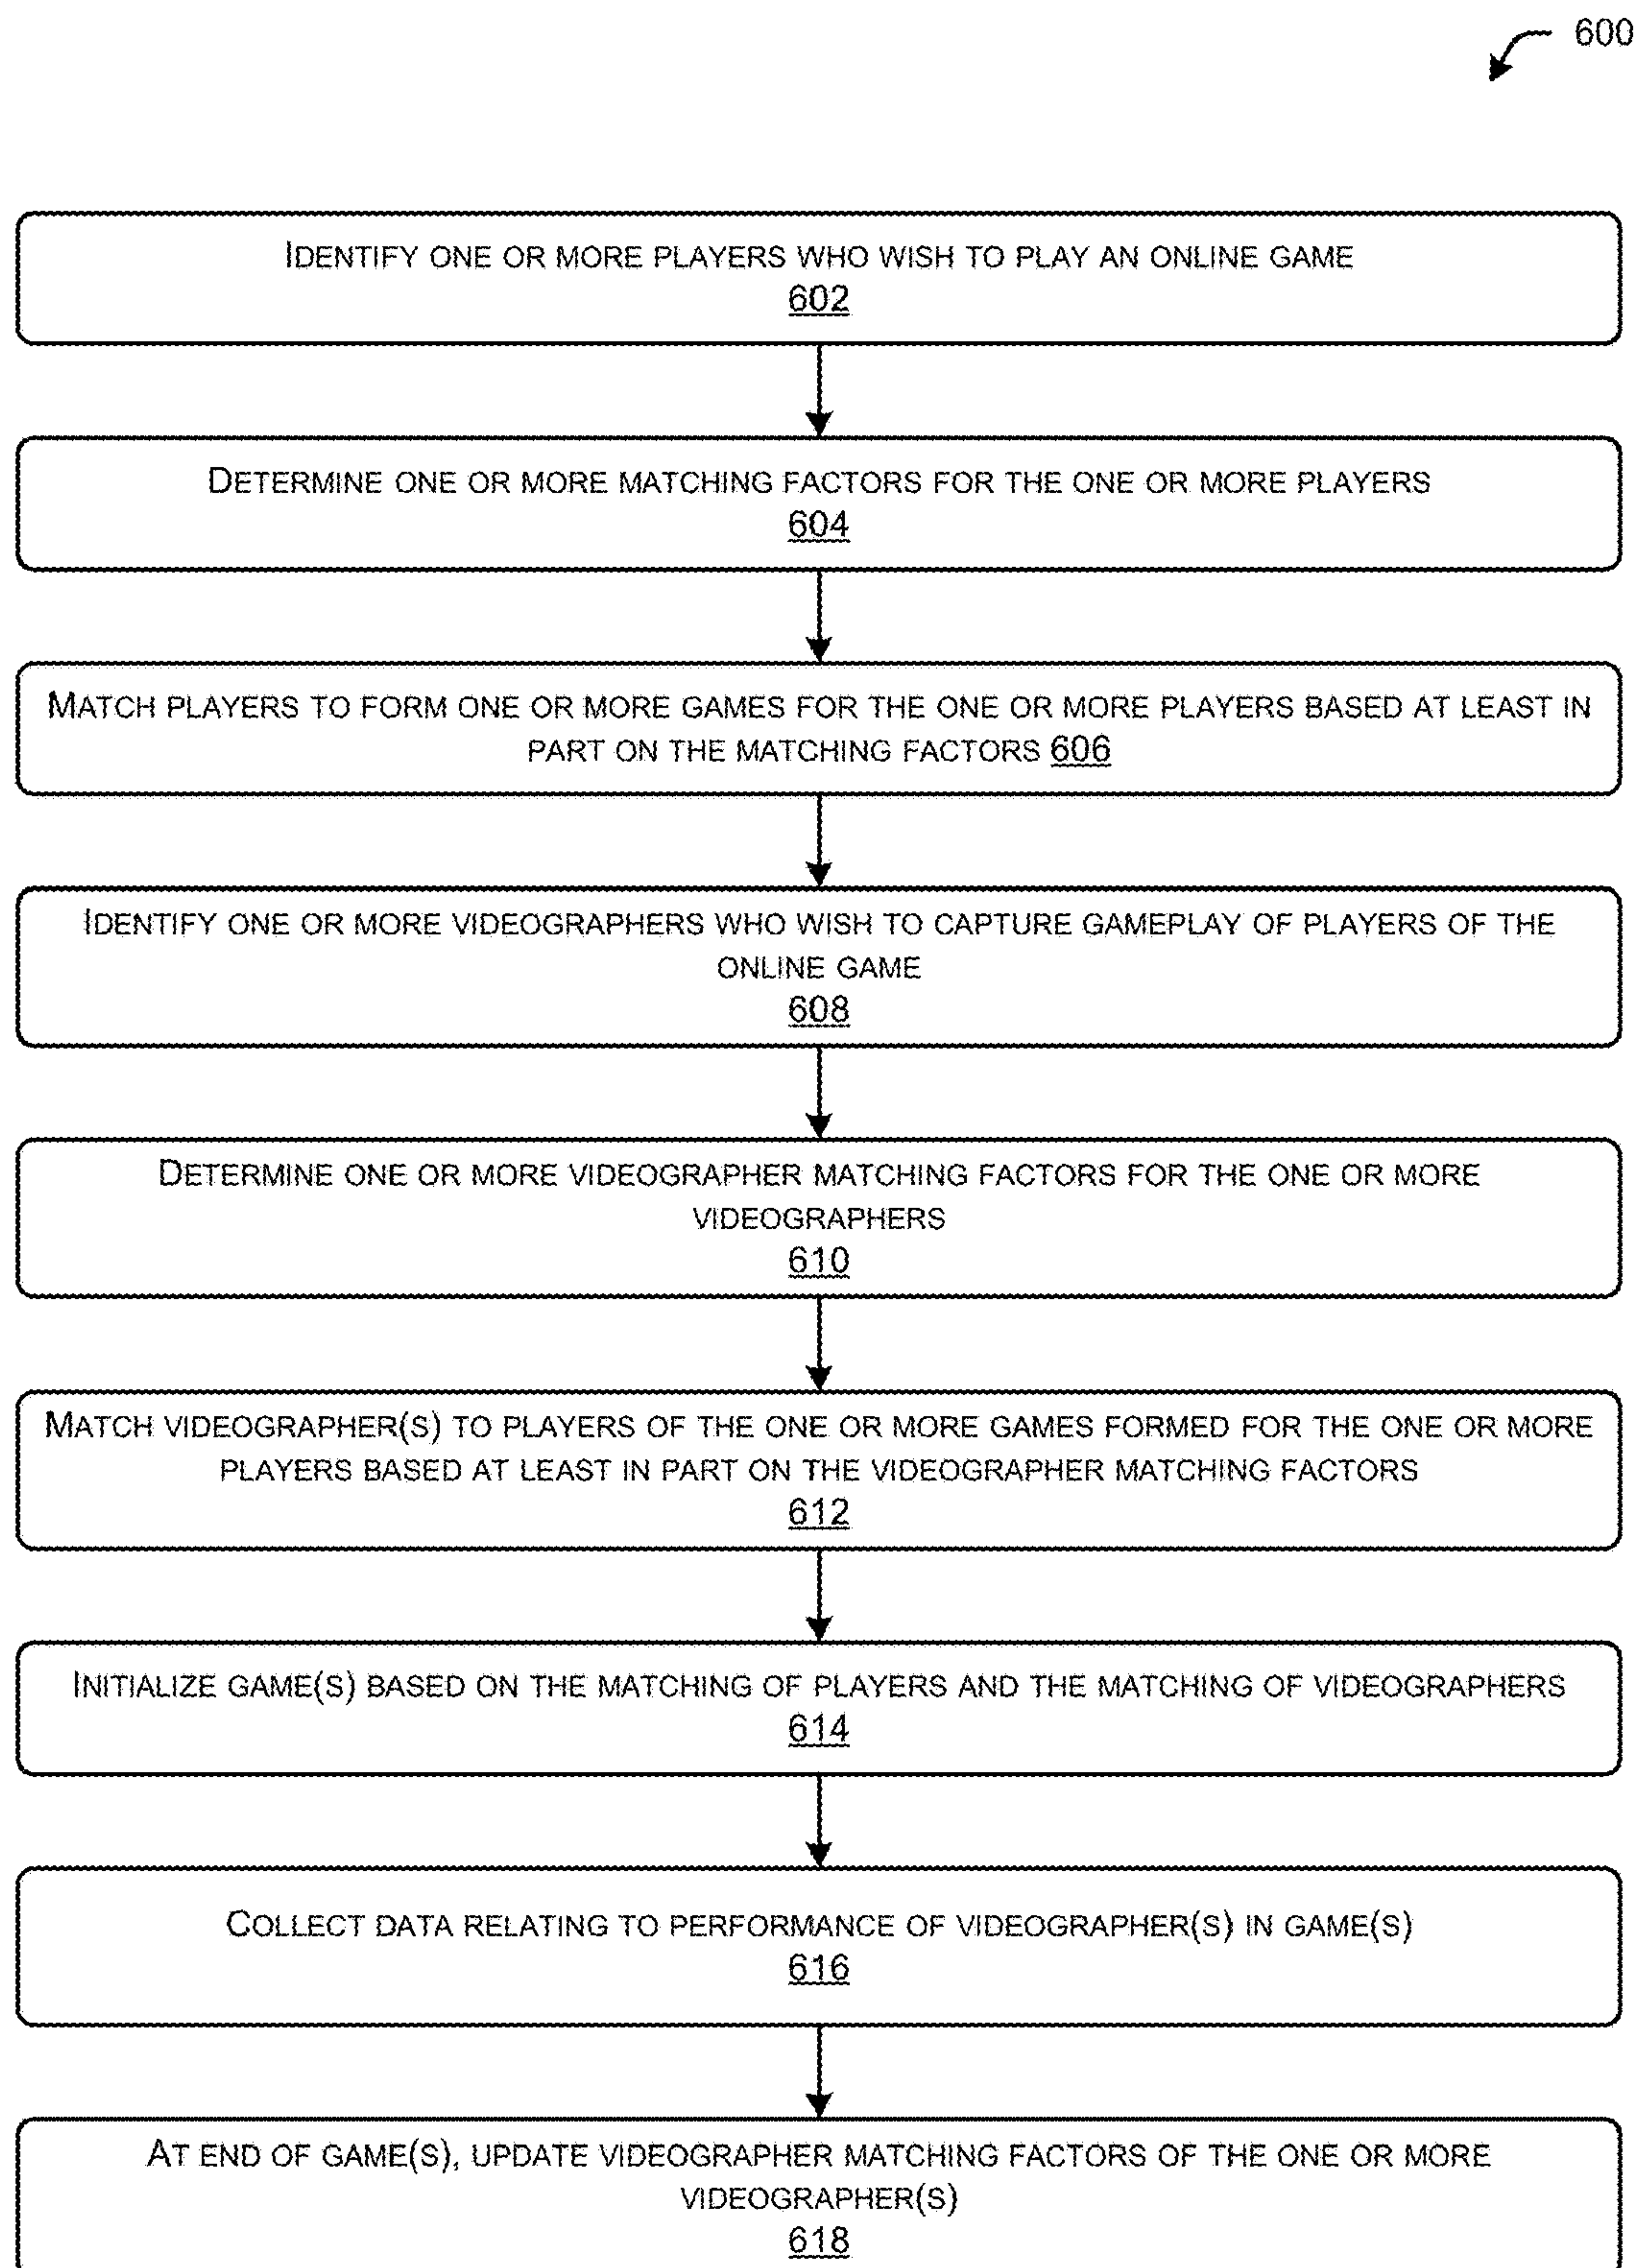 600
IDENTIFY ONE OR MORE PLAYERS WHO WISH TO PLAY AN ONLINE GAME
602
DETERMINE ONE OR MORE MATCHING FACTORS FOR THE ONE OR MORE PLAYERS
604
MATCH PLAYERS TO FORM ONE OR MORE GAMES FOR THE ONE OR MORE PLAYERS BASED AT LEAST IN
PART ON THE MATCHING FACTORS 606
IDENTIFY ONE OR MORE VIDEOGRAPHERS WHO WISH TO CAPTURE GAMEPLAY OF PLAYERS OF THE
ONLINE GAME
608
DETERMINE ONE OR MORE VIDEOGRAPHER MATCHING FACTORS FOR THE ONE OR MORE
VIDEOGRAPHERS
610
MATCH VIDEOGRAPHER(S) TO PLAYERS OF THE ONE OR MORE GAMES FORMED FOR THE ONE OR MORE
PLAYERS BASED AT LEAST IN PART ON THE VIDEOGRAPHER MATCHING FACTORS
612
INITIALIZE GAME(S) BASED ON THE MATCHING OF PLAYERS AND THE MATCHING OF VIDEOGRAPHERS
614
COLLECT DATA RELATING TO PERFORMANCE OF VIDEOGRAPHER(S) IN GAME(S)
616
AT END OF GAME(S), UPDATE VIDEOGRAPHER MATCHING FACTORS OF THE ONE OR MORE
VIDEOGRAPHER(S)
618